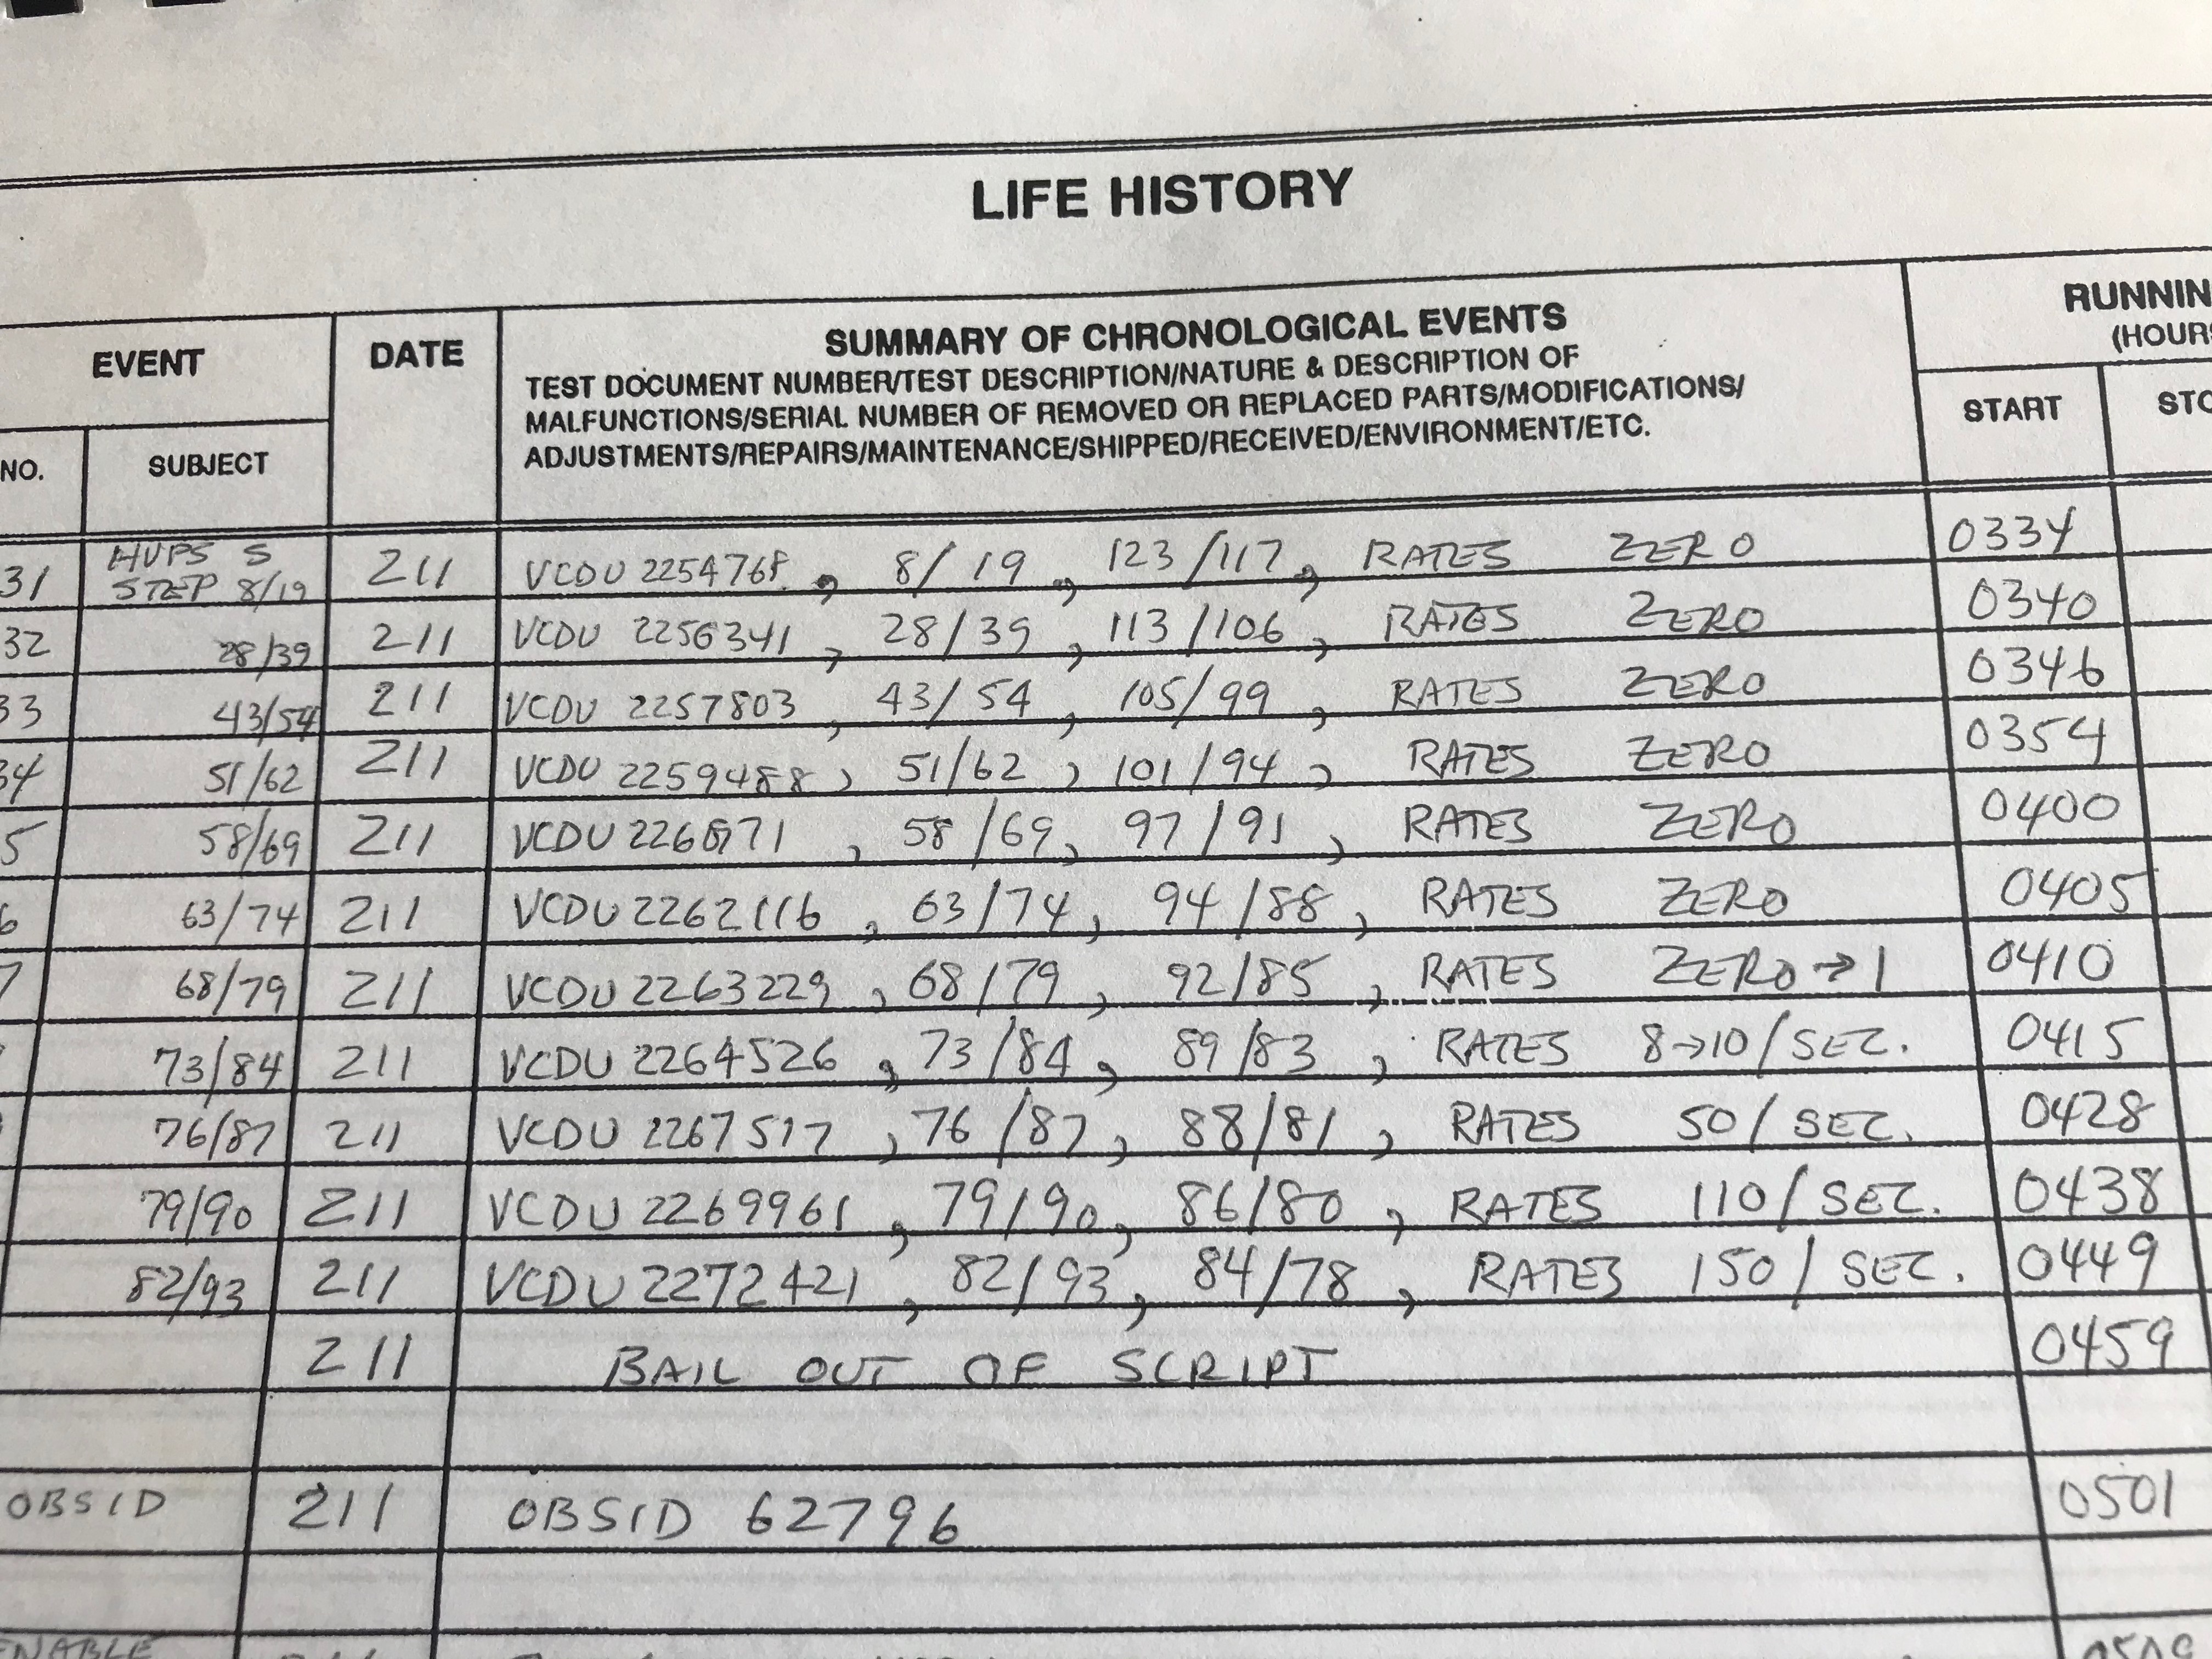 LIFE HISTORY
EVENT DATE SUMMARY OF CHRONOLOGICAL EVENTS
TEST DOCUMENT NUMBER/TEST DESCRIPTION/NATURE & DESCRIPTION OF
MALFUNCTIONS/SERIAL NUMBER OF REMOVED OR REPLACED PARTS/MODIFICATIONS/
ADJUSTMENTS/REPAIRS/MAINTENANCE/SHIPPED/RECEIVED/ENVIRONMENT/ETC.
RUNNIN
(HOURS
NO. SUBJECT START STO
31 HVPS S
STEP 8/19 211 VCDU 2254768, 8/19, 123/117, RATES ZERO 0334
32 28/39 211 VCDU 2256341, 28/39, 113/106, RATES ZERO 0340
33 43/54 211 VCDU 2257803, 43/54, 105/99, RATES ZERO 0346
34 51/62 211 VCDU 2259488, 51/62, 101/94, RATES ZERO 0354
5 58/69 211 VCDU , 58/69, 97/91, RATES ZERO 0400
6 63/74 211 VCDU 2262116, 63/74, 94/88, RATES ZERO 0405
7 68/79 211 VCDU 2263229, 68/79, 92/85, RATES ZERO→1 0410
73/84 211 VCDU 2264526, 73/84, 89/83, RATES 8→10/SEC. 0415
76/87 211 VCDU 2267517, 76/87, 88/81, RATES 50/SEC. 0428
79/90 211 VCDU 2269961, 79/90, 86/80, RATES 110/SEC. 0438
82/93 211 VCDU 2272421, 82/93, 84/78, RATES 150/SEC. 0449
211 BAIL OUT OF SCRIPT 0459
OBSID 211 OBSID 62796 0501
ENABLE